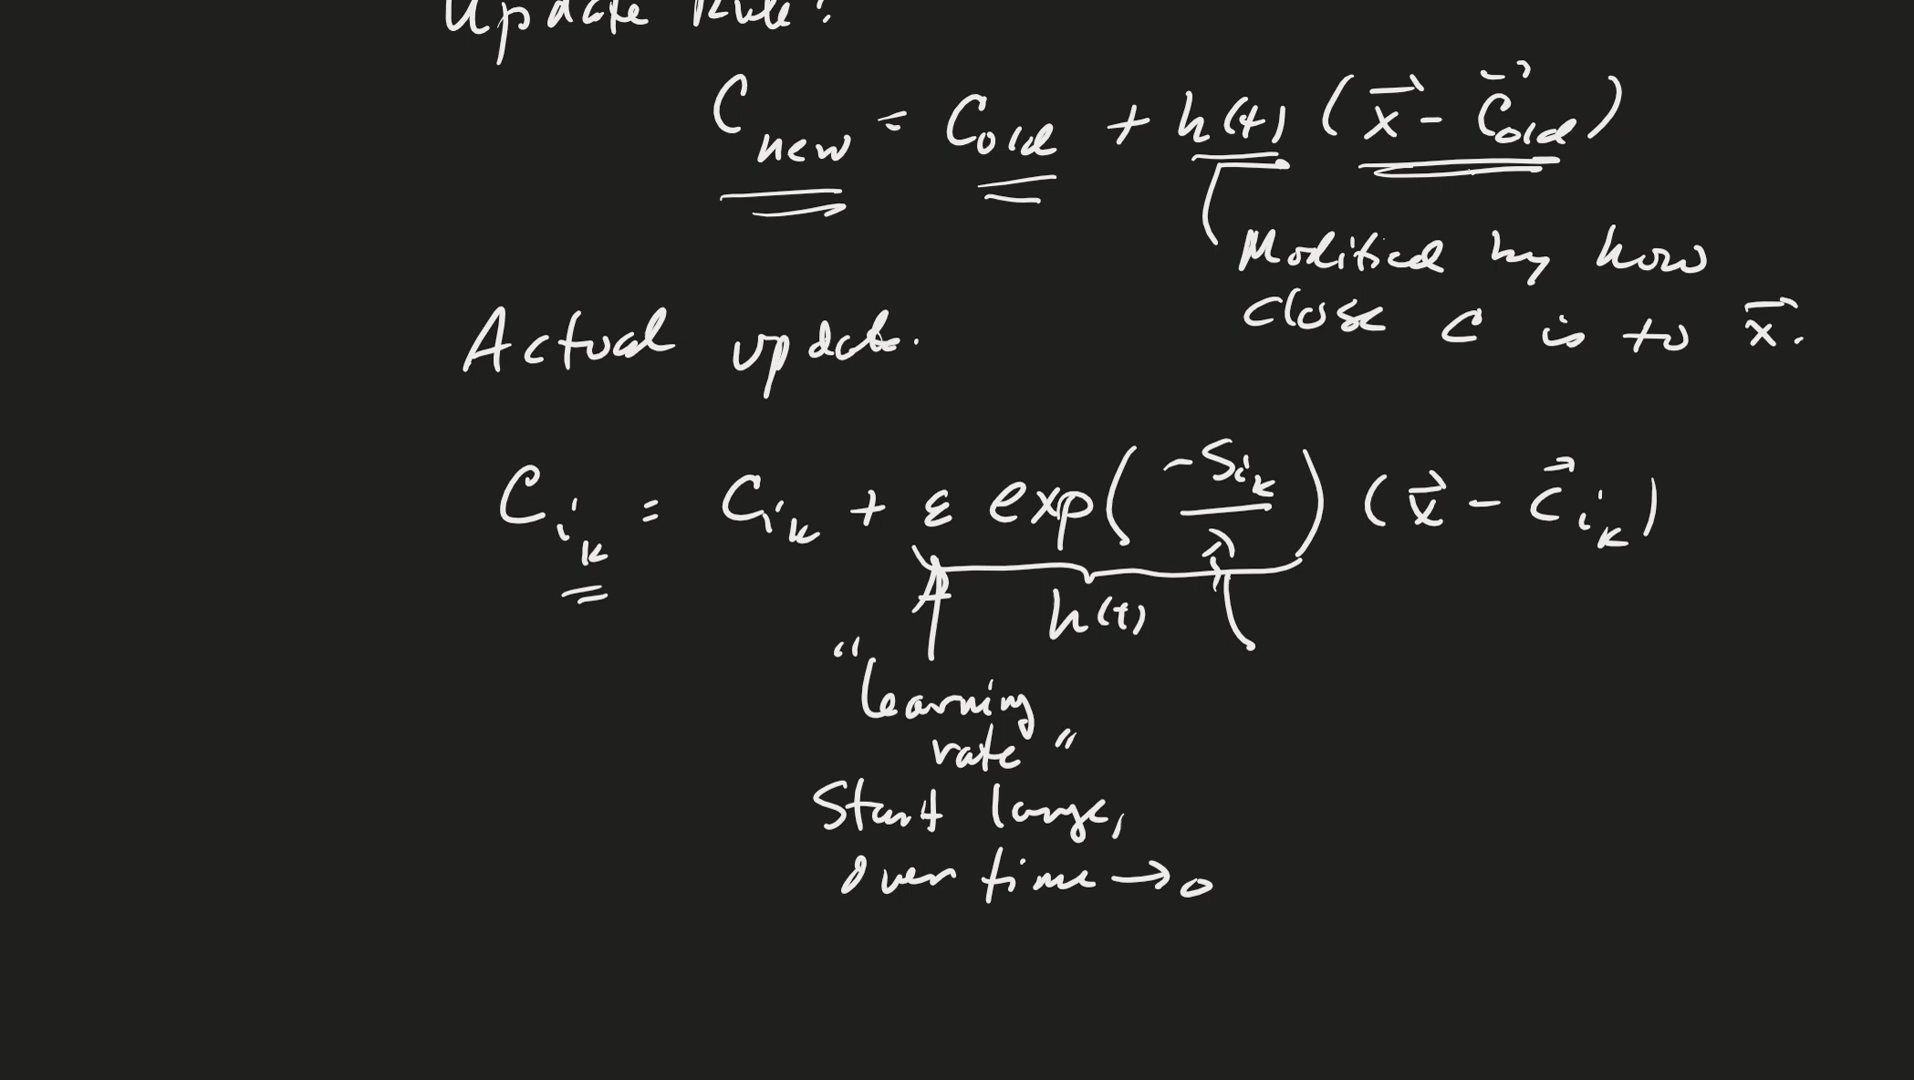 Update Rule:
C_new = C_old + h(t) (x⃗ - C⃗_old)
Modified by how
close C is to x⃗.
Actual update.
C_{i_k} = C_{i_k} + ε exp(-S_{i_k}/λ) (x⃗ - C⃗_{i_k})
h(t)
"learning
rate"
Start large,
over time → 0